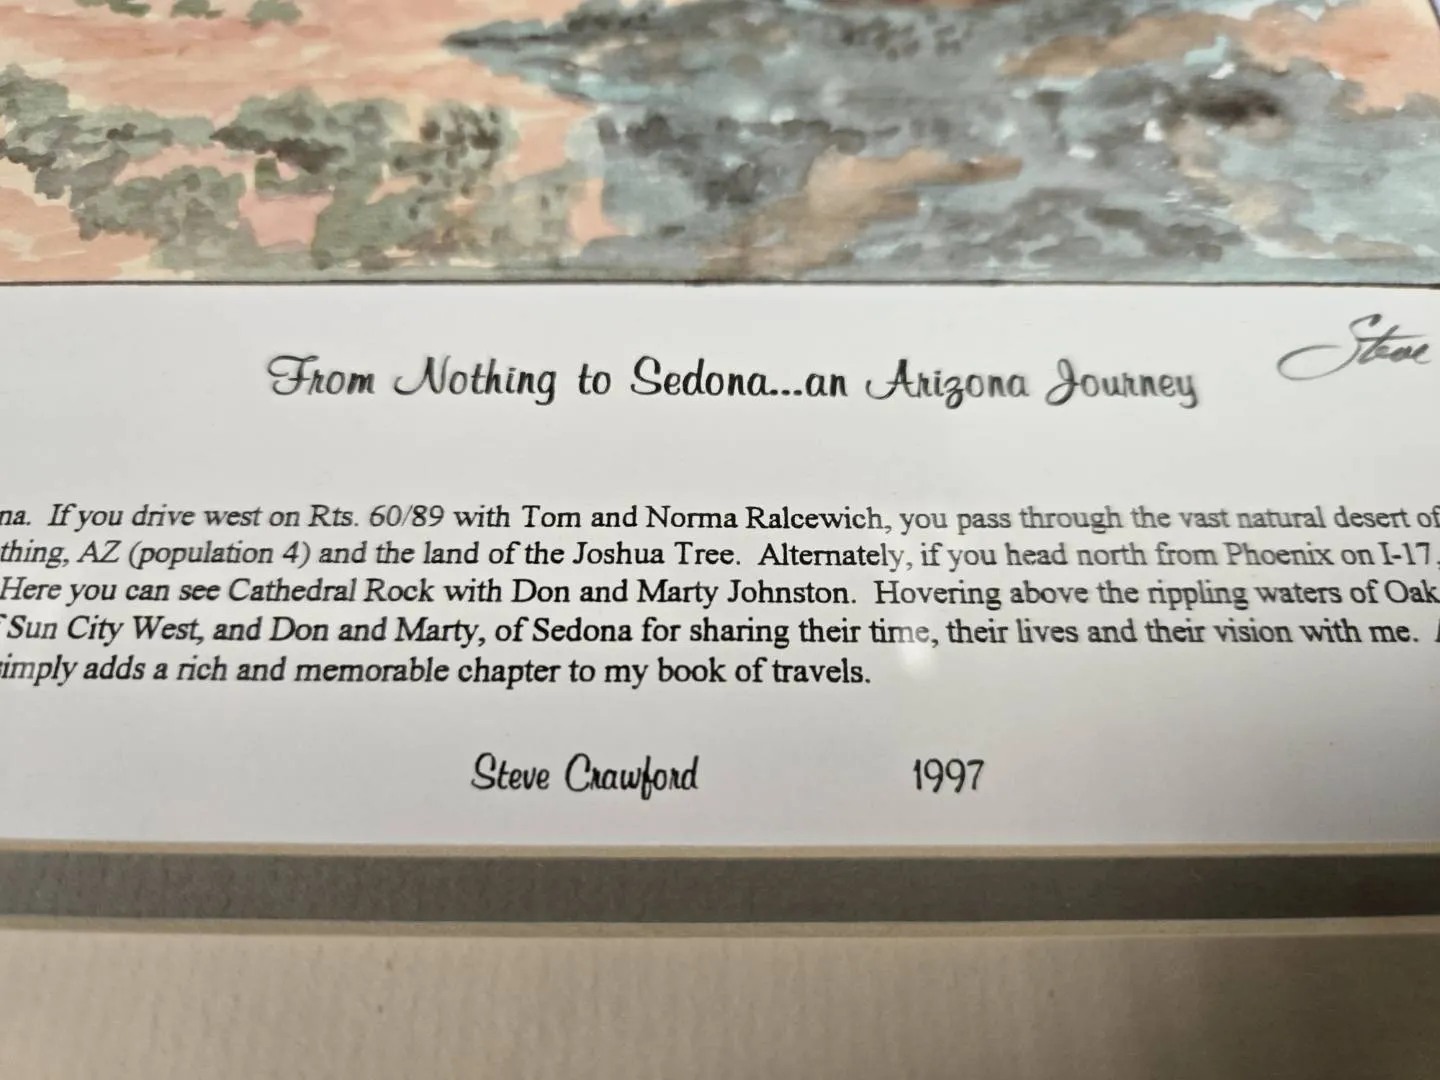 From Nothing to Sedona...an Arizona Journey
Steve
na. If you drive west on Rts. 60/89 with Tom and Norma Ralcewich, you pass through the vast natural desert of
thing, AZ (population 4) and the land of the Joshua Tree. Alternately, if you head north from Phoenix on I-17,
Here you can see Cathedral Rock with Don and Marty Johnston. Hovering above the rippling waters of Oak
Sun City West, and Don and Marty, of Sedona for sharing their time, their lives and their vision with me.
imply adds a rich and memorable chapter to my book of travels.
Steve Crawford 1997